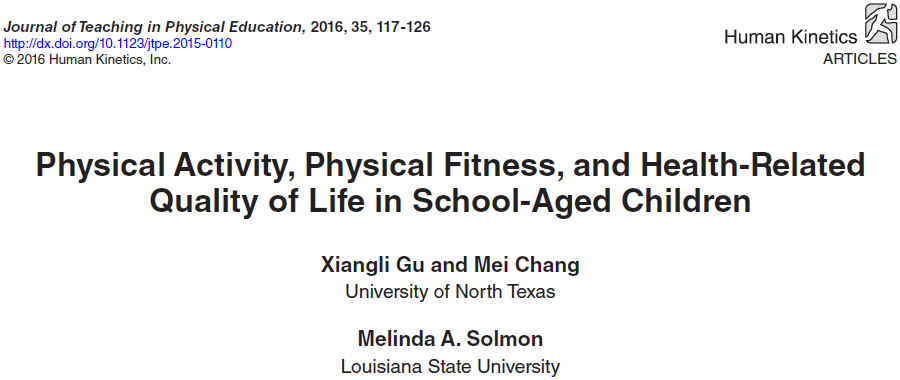 Journal of Teaching in Physical Education, 2016, 35, 117-126
http://dx.doi.org/10.1123/jtpe.2015-0110
© 2016 Human Kinetics, Inc.
Human Kinetics
ARTICLES
Physical Activity, Physical Fitness, and Health-Related
Quality of Life in School-Aged Children
Xiangli Gu and Mei Chang
University of North Texas
Melinda A. Solmon
Louisiana State University